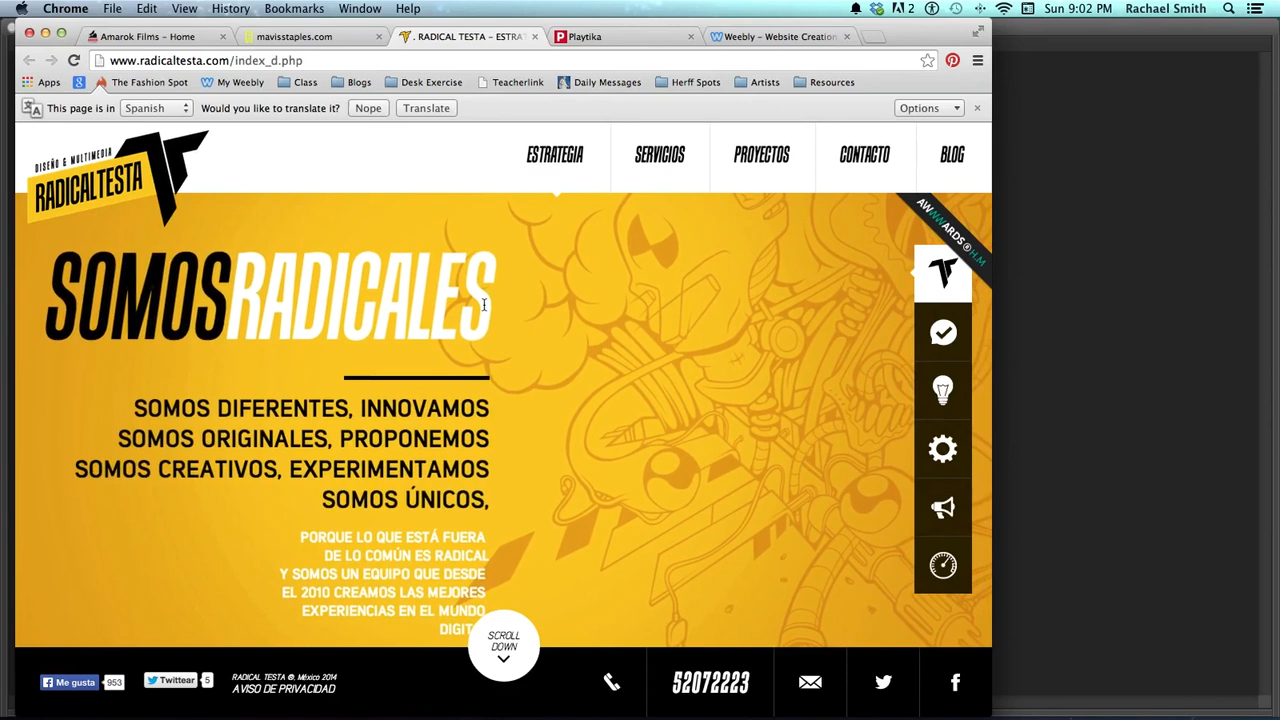 Chrome File Edit View History Bookmarks Window Help
2 Sun 9:02 PM Rachael Smith
Amarok Films - Home
mavisstaples.com
. RADICAL TESTA - ESTRA
Playtika
Weebly - Website Creation
www.radicaltesta.com/index_d.php
Apps
The Fashion Spot
My Weebly
Class
Blogs
Desk Exercise
Teacherlink
Daily Messages
Herff Spots
Artists
Resources
This page is in Spanish Would you like to translate it? Nope Translate Options
DISEÑO & MULTIMEDIA
RADICALTESTA
ESTRATEGIA
SERVICIOS
PROYECTOS
CONTACTO
BLOG
AWWWARDS H.M
SOMOSRADICALES
SOMOS DIFERENTES, INNOVAMOS
SOMOS ORIGINALES, PROPONEMOS
SOMOS CREATIVOS, EXPERIMENTAMOS
SOMOS ÚNICOS,
PORQUE LO QUE ESTÁ FUERA
DE LO COMÚN ES RADICAL
Y SOMOS UN EQUIPO QUE DESDE
EL 2010 CREAMOS LAS MEJORES
EXPERIENCIAS EN EL MUNDO
DIGIT
SCROLL
DOWN
Me gusta 953
Twittear 5
RADICAL TESTA ®, México 2014
AVISO DE PRIVACIDAD
52072223